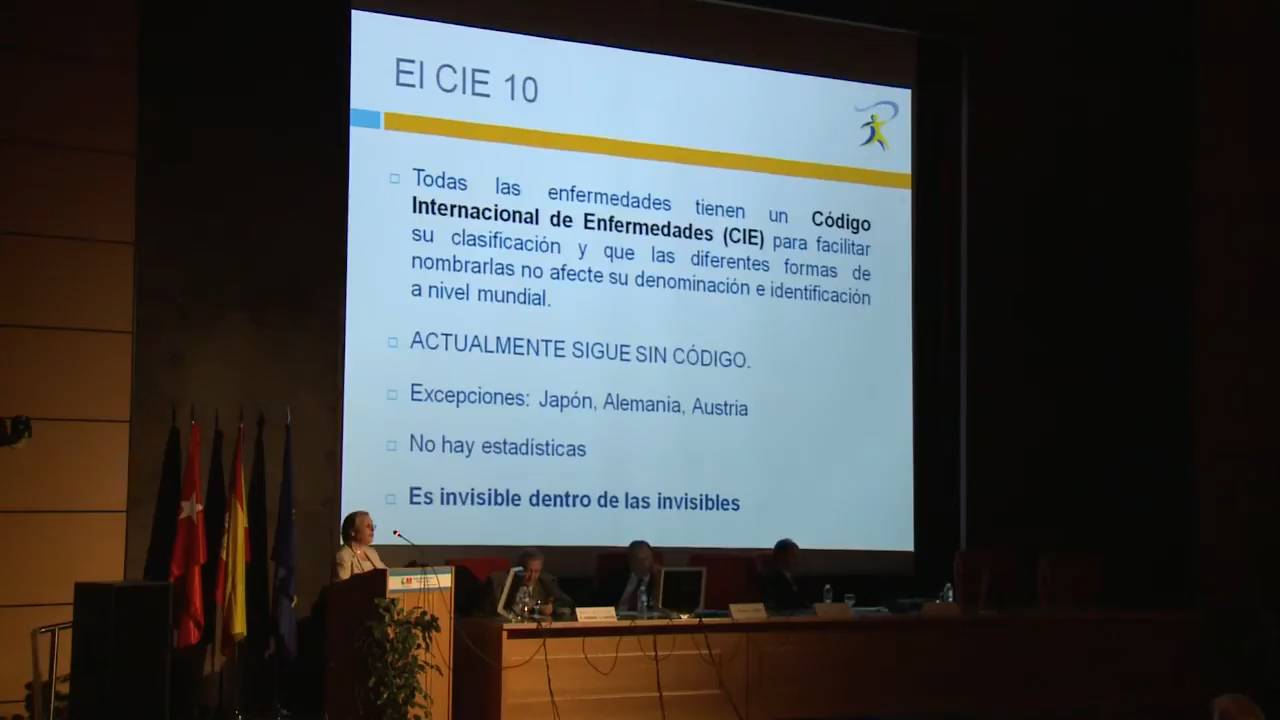 El CIE 10
Todas las enfermedades tienen un Código
Internacional de Enfermedades (CIE) para facilitar
su clasificación y que las diferentes formas de
nombrarlas no afecte su denominación e identificación
a nivel mundial.
ACTUALMENTE SIGUE SIN CÓDIGO.
Excepciones: Japón, Alemania, Austria
No hay estadísticas
Es invisible dentro de las invisibles